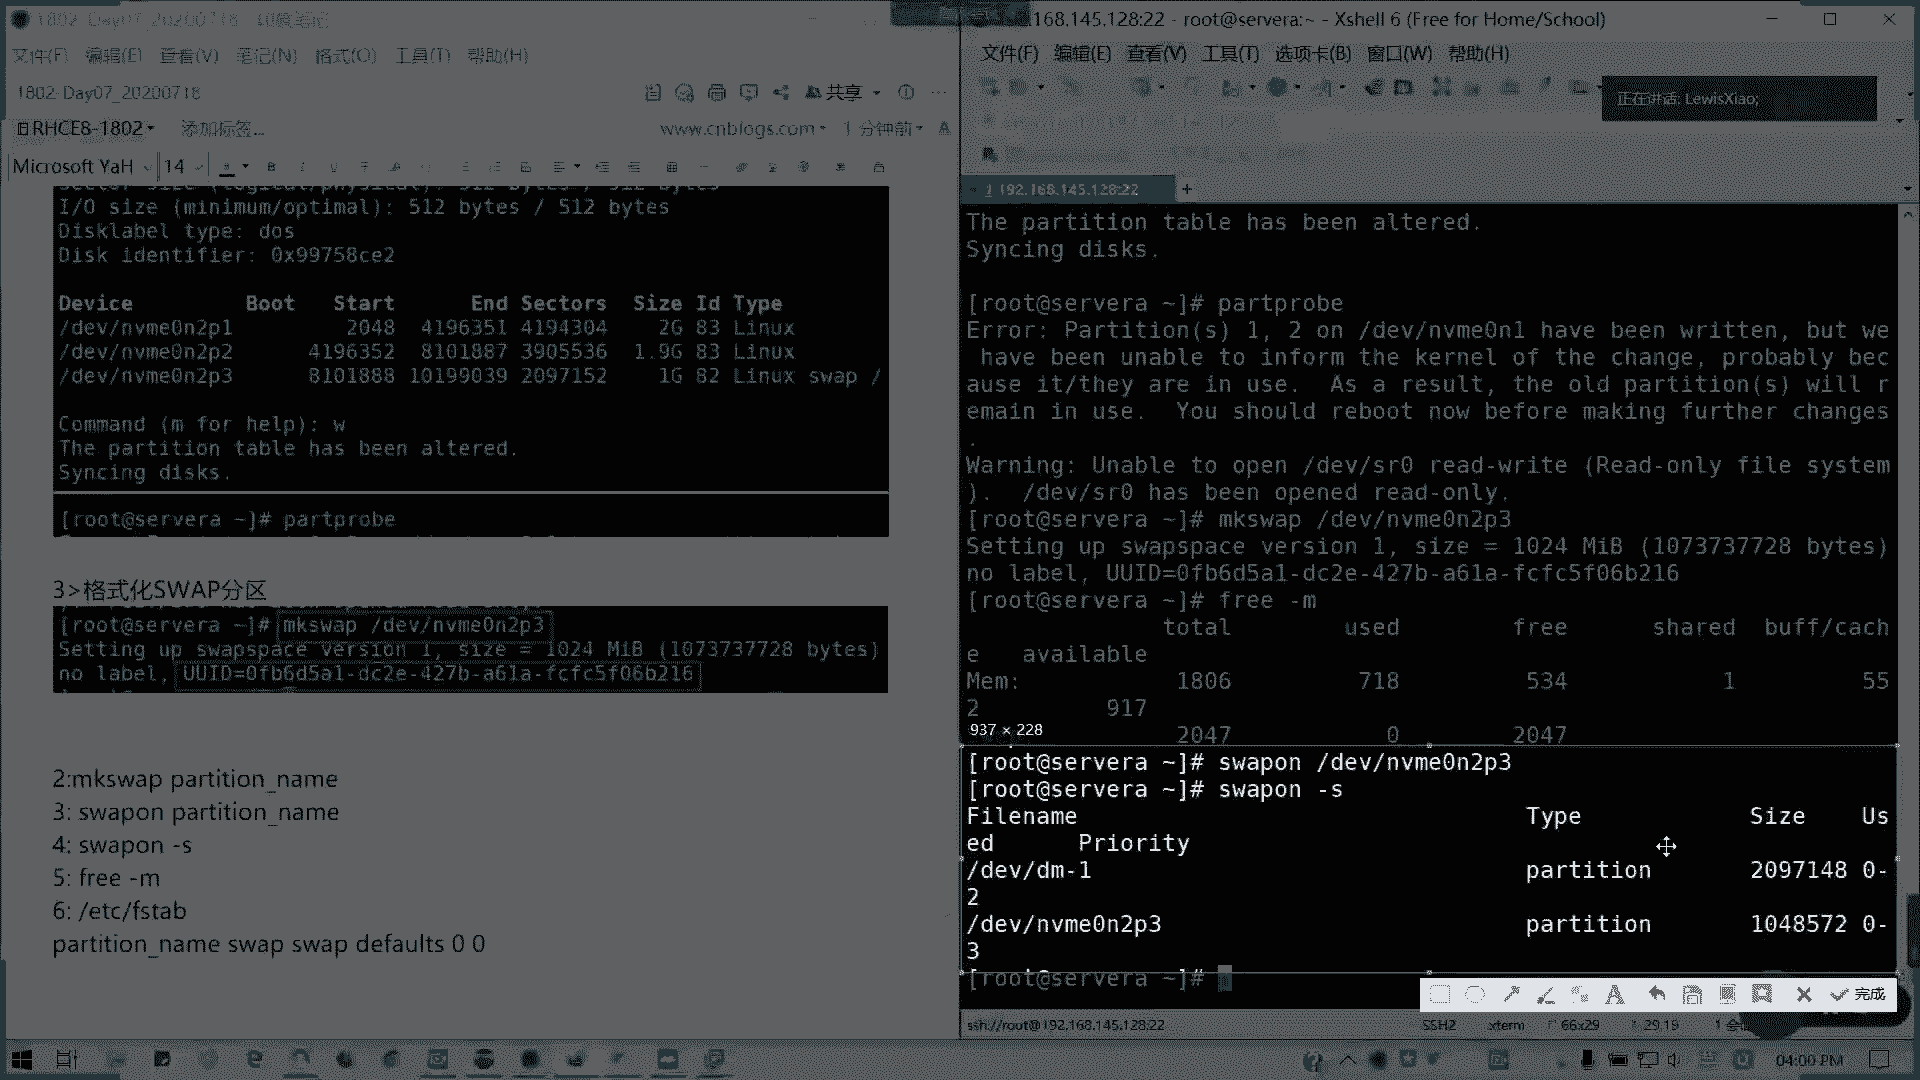 1802-Day07_20200718
文件(F) 编辑(E) 查看(V) 笔记(N) 格式(O) 工具(T) 帮助(H)
1802-Day07_20200718
共享
RHCE8-1802
添加标签...
www.cnblogs.com
1 分钟前
Microsoft YaH
14
I/O size (minimum/optimal): 512 bytes / 512 bytes
Disklabel type: dos
Disk identifier: 0x99758ce2
Device Boot Start End Sectors Size Id Type
/dev/nvme0n2p1 2048 4196351 4194304 2G 83 Linux
/dev/nvme0n2p2 4196352 8101887 3905536 1.9G 83 Linux
/dev/nvme0n2p3 8101888 10199039 2097152 1G 82 Linux swap /
Command (m for help): w
The partition table has been altered.
Syncing disks.
[root@servera ~]# partprobe
3>格式化SWAP分区
[root@servera ~]# mkswap /dev/nvme0n2p3
Setting up swapspace version 1, size = 1024 MiB (1073737728 bytes)
no label, UUID=0fb6d5a1-dc2e-427b-a61a-fcfc5f06b216
2:mkswap partition_name
3: swapon partition_name
4: swapon -s
5: free -m
6: /etc/fstab
partition_name swap swap defaults 0 0
168.145.128:22 - root@servera:~ - Xshell 6 (Free for Home/School)
文件(F) 编辑(E) 查看(V) 工具(T) 选项卡(B) 窗口(W) 帮助(H)
正在讲话: LewisXiao;
1 192.168.145.128:22
The partition table has been altered.
Syncing disks.
[root@servera ~]# partprobe
Error: Partition(s) 1, 2 on /dev/nvme0n1 have been written, but we
have been unable to inform the kernel of the change, probably bec
ause it/they are in use.  As a result, the old partition(s) will r
emain in use.  You should reboot now before making further changes
.
Warning: Unable to open /dev/sr0 read-write (Read-only file system
).  /dev/sr0 has been opened read-only.
[root@servera ~]# mkswap /dev/nvme0n2p3
Setting up swapspace version 1, size = 1024 MiB (1073737728 bytes)
no label, UUID=0fb6d5a1-dc2e-427b-a61a-fcfc5f06b216
[root@servera ~]# free -m
total used free shared buff/cach
e available
Mem: 1806 718 534 1 55
2 917
937 × 228
2047 0 2047
[root@servera ~]# swapon /dev/nvme0n2p3
[root@servera ~]# swapon -s
Filename Type Size Us
ed Priority
/dev/dm-1 partition 2097148 0-
2
/dev/nvme0n2p3 partition 1048572 0-
3
[root@servera ~]#
完成
ssh://root@192.168.145.128:22
SSH2 xterm 66x29 29,19
04:00 PM